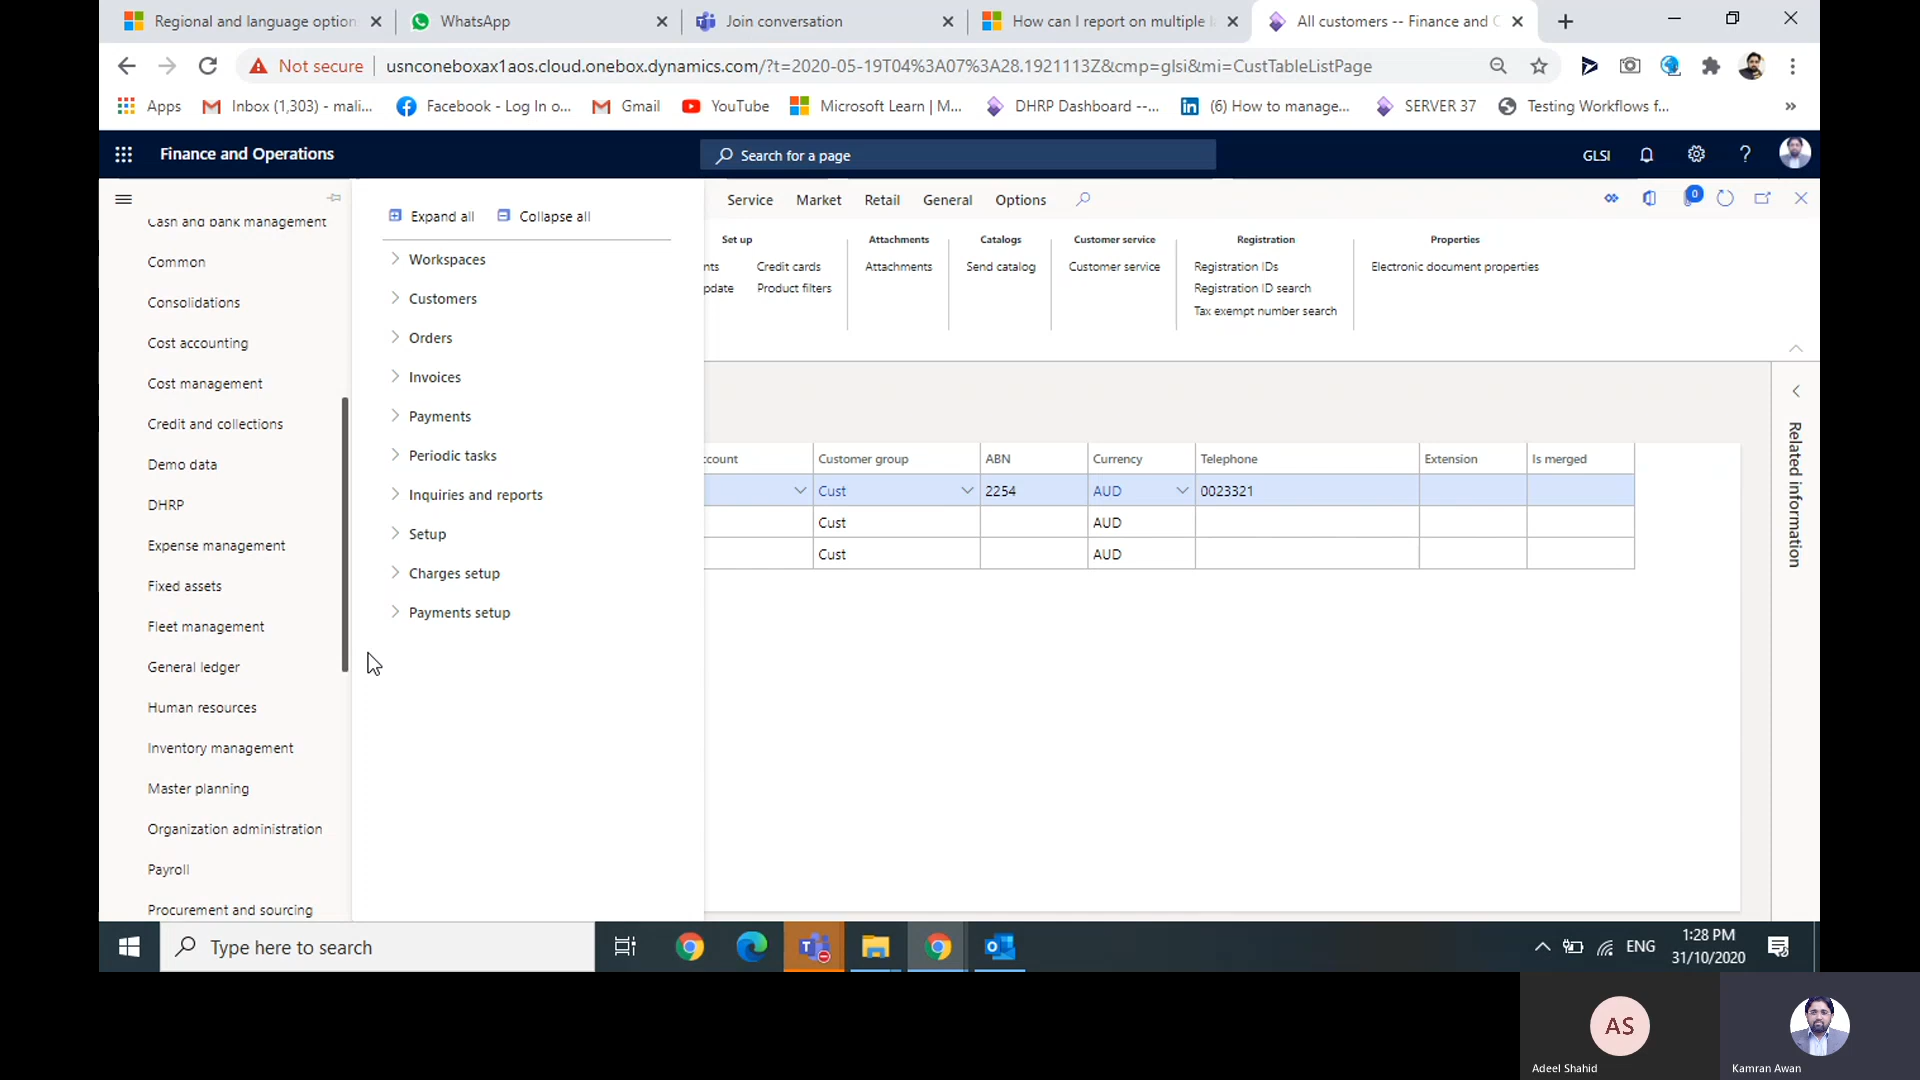 Regional and language option
WhatsApp
Join conversation
How can I report on multiple l
All customers -- Finance and O
Not secure
usnconeboxax1aos.cloud.onebox.dynamics.com/?t=2020-05-19T04%3A07%3A28.1921113Z&cmp=glsi&mi=CustTableListPage
Apps
Inbox (1,303) - mali...
Facebook - Log In o...
Gmail
YouTube
Microsoft Learn | M...
DHRP Dashboard --...
(6) How to manage...
SERVER 37
Testing Workflows f...
Finance and Operations
Search for a page
GLSI
Cash and bank management
Common
Consolidations
Cost accounting
Cost management
Credit and collections
Demo data
DHRP
Expense management
Fixed assets
Fleet management
General ledger
Human resources
Inventory management
Master planning
Organization administration
Payroll
Procurement and sourcing
Expand all
Collapse all
Workspaces
Customers
Orders
Invoices
Payments
Periodic tasks
Inquiries and reports
Setup
Charges setup
Payments setup
Service
Market
Retail
General
Options
0
Set up
nts
Credit cards
pdate
Product filters
Attachments
Attachments
Catalogs
Send catalog
Customer service
Customer service
Registration
Registration IDs
Registration ID search
Tax exempt number search
Properties
Electronic document properties
ccount
Customer group
ABN
Currency
Telephone
Extension
Is merged
Cust
2254
AUD
0023321
Cust
AUD
Cust
AUD
Related information
Type here to search
ENG
1:28 PM
31/10/2020
AS
Adeel Shahid
Kamran Awan